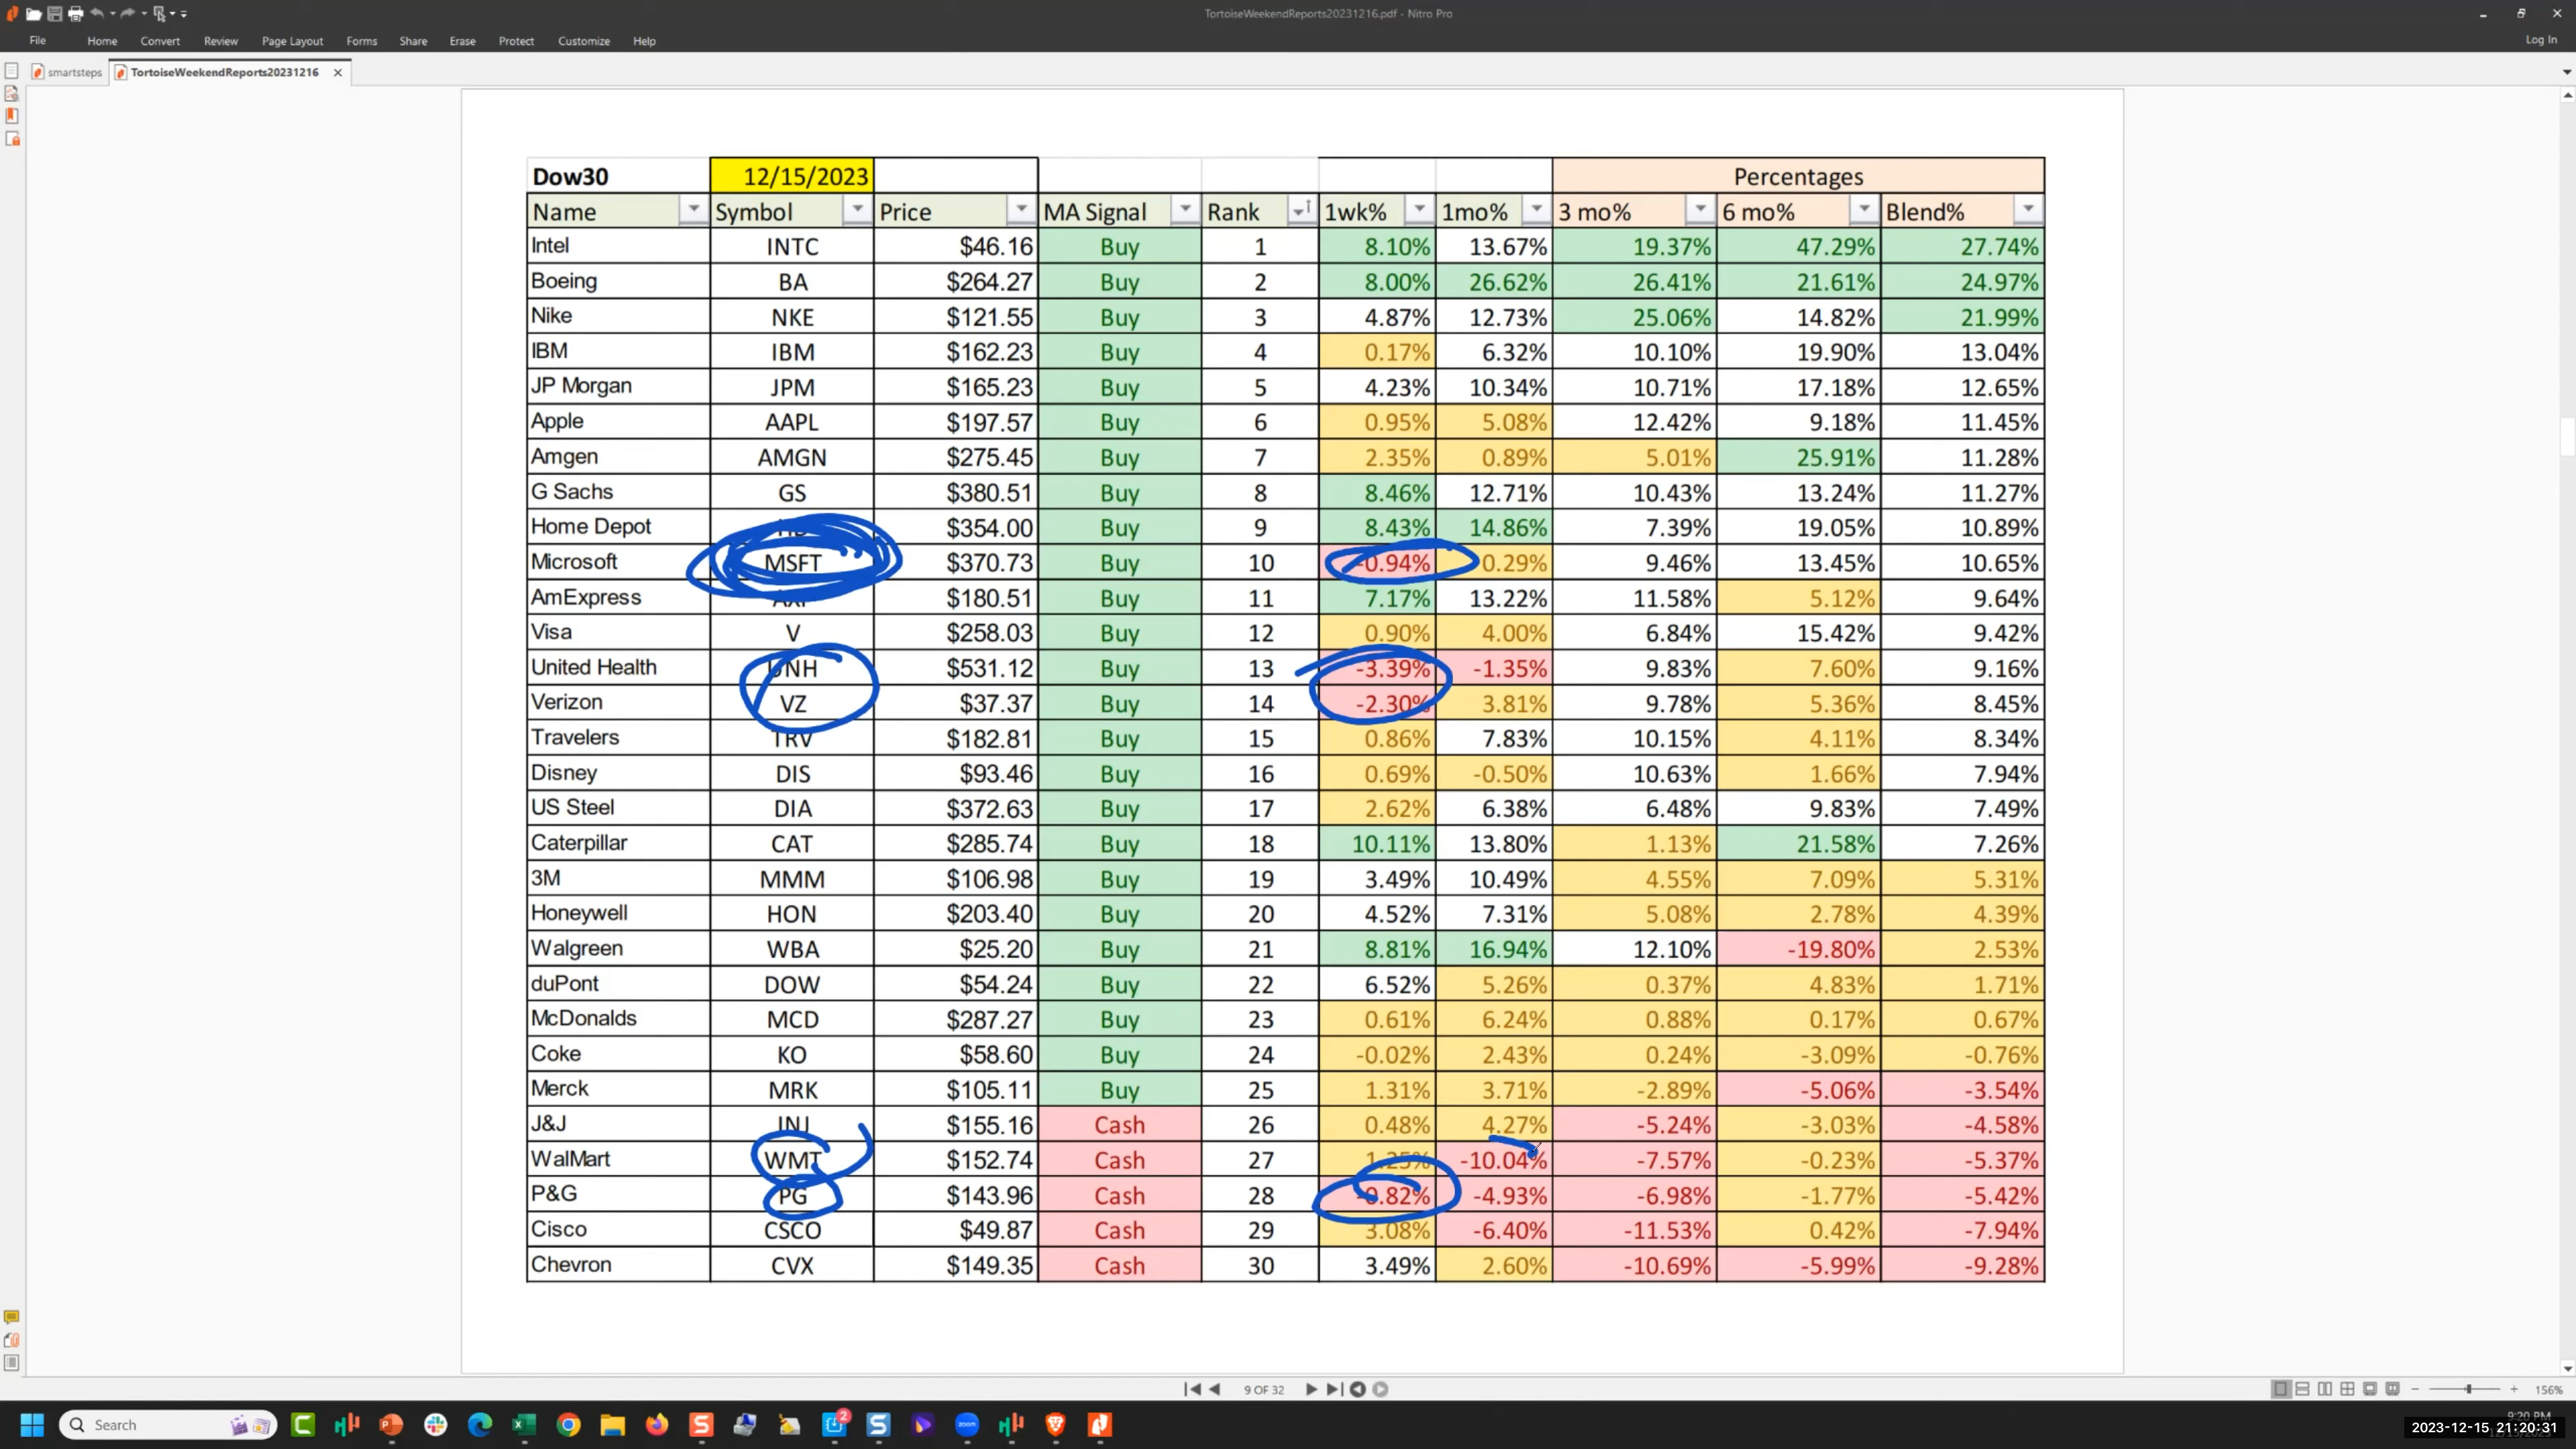 TortoiseWeekendReports20231216.pdf - Nitro Pro
File Home Convert Review Page Layout Forms Share Erase Protect Customize Help Log In
smartsteps TortoiseWeekendReports20231216
Dow30 12/15/2023 Percentages
Name Symbol Price MA Signal Rank 1wk% 1mo% 3 mo% 6 mo% Blend%
Intel INTC $46.16 Buy 1 8.10% 13.67% 19.37% 47.29% 27.74%
Boeing BA $264.27 Buy 2 8.00% 26.62% 26.41% 21.61% 24.97%
Nike NKE $121.55 Buy 3 4.87% 12.73% 25.06% 14.82% 21.99%
IBM IBM $162.23 Buy 4 0.17% 6.32% 10.10% 19.90% 13.04%
JP Morgan JPM $165.23 Buy 5 4.23% 10.34% 10.71% 17.18% 12.65%
Apple AAPL $197.57 Buy 6 0.95% 5.08% 12.42% 9.18% 11.45%
Amgen AMGN $275.45 Buy 7 2.35% 0.89% 5.01% 25.91% 11.28%
G Sachs GS $380.51 Buy 8 8.46% 12.71% 10.43% 13.24% 11.27%
Home Depot $354.00 Buy 9 8.43% 14.86% 7.39% 19.05% 10.89%
Microsoft MSFT $370.73 Buy 10 -0.94% 0.29% 9.46% 13.45% 10.65%
AmExpress $180.51 Buy 11 7.17% 13.22% 11.58% 5.12% 9.64%
Visa V $258.03 Buy 12 0.90% 4.00% 6.84% 15.42% 9.42%
United Health UNH $531.12 Buy 13 -3.39% -1.35% 9.83% 7.60% 9.16%
Verizon VZ $37.37 Buy 14 -2.30% 3.81% 9.78% 5.36% 8.45%
Travelers TRV $182.81 Buy 15 0.86% 7.83% 10.15% 4.11% 8.34%
Disney DIS $93.46 Buy 16 0.69% -0.50% 10.63% 1.66% 7.94%
US Steel DIA $372.63 Buy 17 2.62% 6.38% 6.48% 9.83% 7.49%
Caterpillar CAT $285.74 Buy 18 10.11% 13.80% 1.13% 21.58% 7.26%
3M MMM $106.98 Buy 19 3.49% 10.49% 4.55% 7.09% 5.31%
Honeywell HON $203.40 Buy 20 4.52% 7.31% 5.08% 2.78% 4.39%
Walgreen WBA $25.20 Buy 21 8.81% 16.94% 12.10% -19.80% 2.53%
duPont DOW $54.24 Buy 22 6.52% 5.26% 0.37% 4.83% 1.71%
McDonalds MCD $287.27 Buy 23 0.61% 6.24% 0.88% 0.17% 0.67%
Coke KO $58.60 Buy 24 -0.02% 2.43% 0.24% -3.09% -0.76%
Merck MRK $105.11 Buy 25 1.31% 3.71% -2.89% -5.06% -3.54%
J&J JNJ $155.16 Cash 26 0.48% 4.27% -5.24% -3.03% -4.58%
WalMart WMT $152.74 Cash 27 1.25% -10.04% -7.57% -0.23% -5.37%
P&G PG $143.96 Cash 28 -0.82% -4.93% -6.98% -1.77% -5.42%
Cisco CSCO $49.87 Cash 29 3.08% -6.40% -11.53% 0.42% -7.94%
Chevron CVX $149.35 Cash 30 3.49% 2.60% -10.69% -5.99% -9.28%
9 OF 32 156%
Search 2 zoom 9:20 PM
2023-12-15 21:20:31